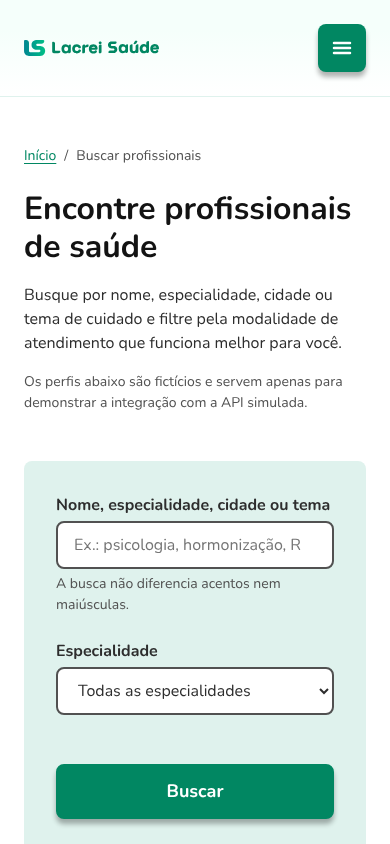 Lacrei Saúde
Início / Buscar profissionais
Encontre profissionais
de saúde
Busque por nome, especialidade, cidade ou
tema de cuidado e filtre pela modalidade de
atendimento que funciona melhor para você.
Os perfis abaixo são fictícios e servem apenas para
demonstrar a integração com a API simulada.
Nome, especialidade, cidade ou tema
Ex.: psicologia, hormonização, R
A busca não diferencia acentos nem
maiúsculas.
Especialidade
Todas as especialidades
Buscar